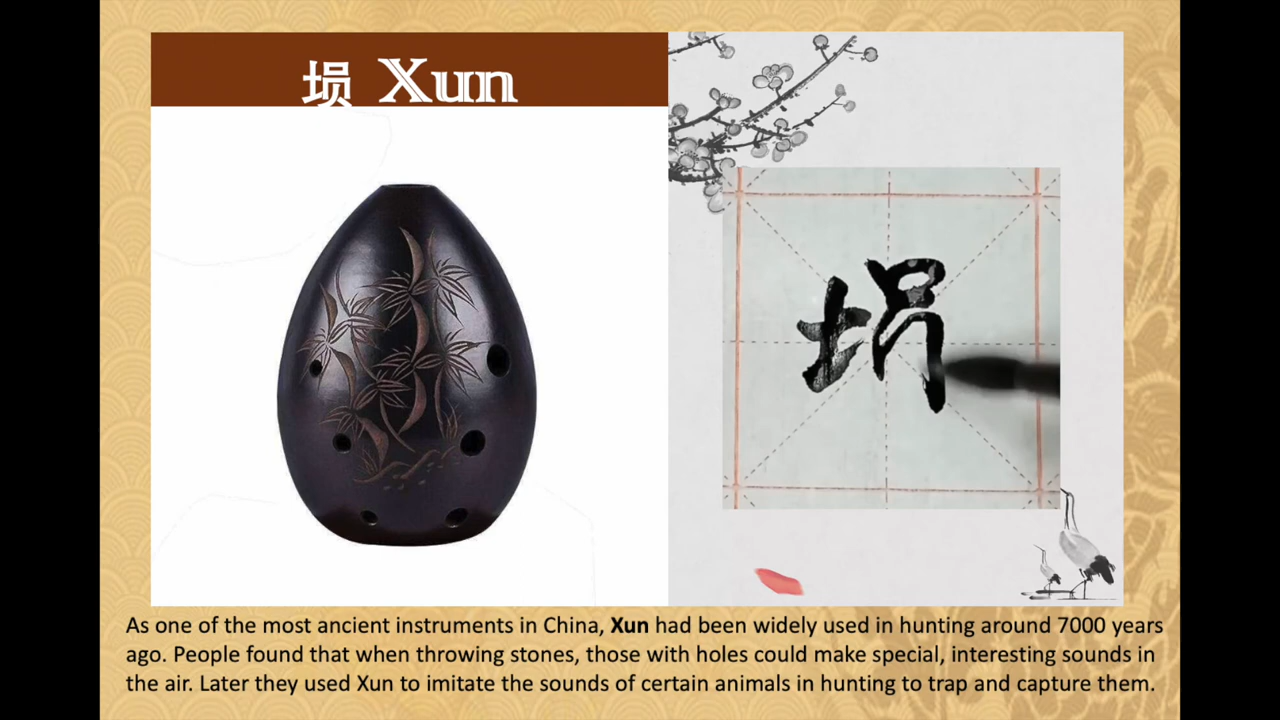 埙 Xun
埙
As one of the most ancient instruments in China, Xun had been widely used in hunting around 7000 years
ago. People found that when throwing stones, those with holes could make special, interesting sounds in
the air. Later they used Xun to imitate the sounds of certain animals in hunting to trap and capture them.